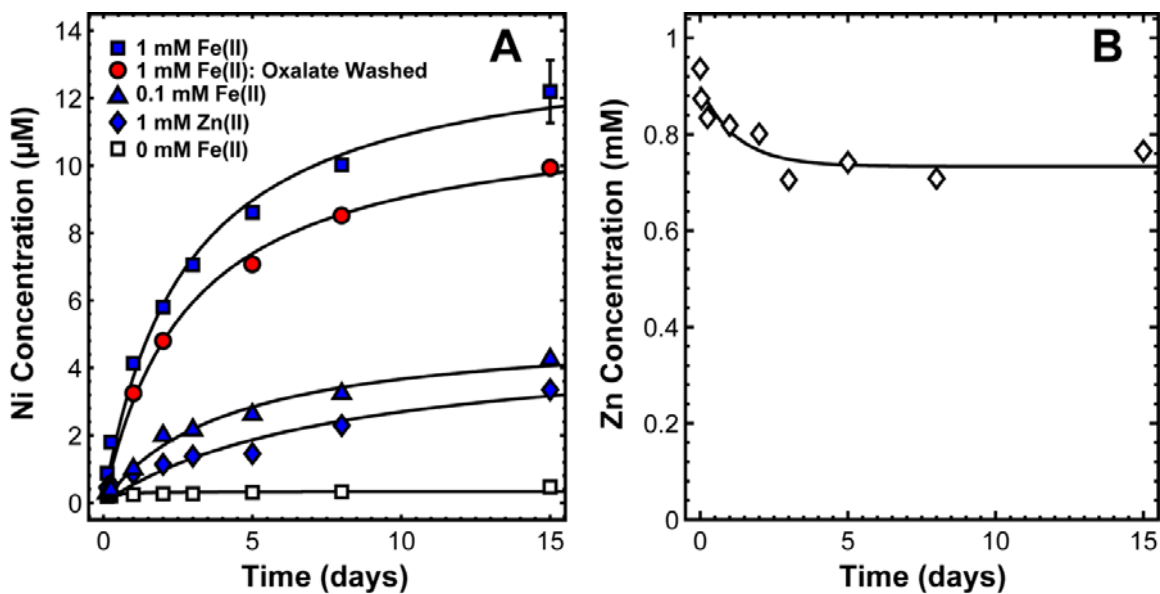 A
1 mM Fe(II)
1 mM Fe(II): Oxalate Washed
0.1 mM Fe(II)
1 mM Zn(II)
0 mM Fe(II)
Ni Concentration (µM)
14
12
10
8
6
4
2
0
0 5 10 15
Time (days)
B
Zn Concentration (mM)
1
0.8
0.6
0.4
0.2
0
0 5 10 15
Time (days)